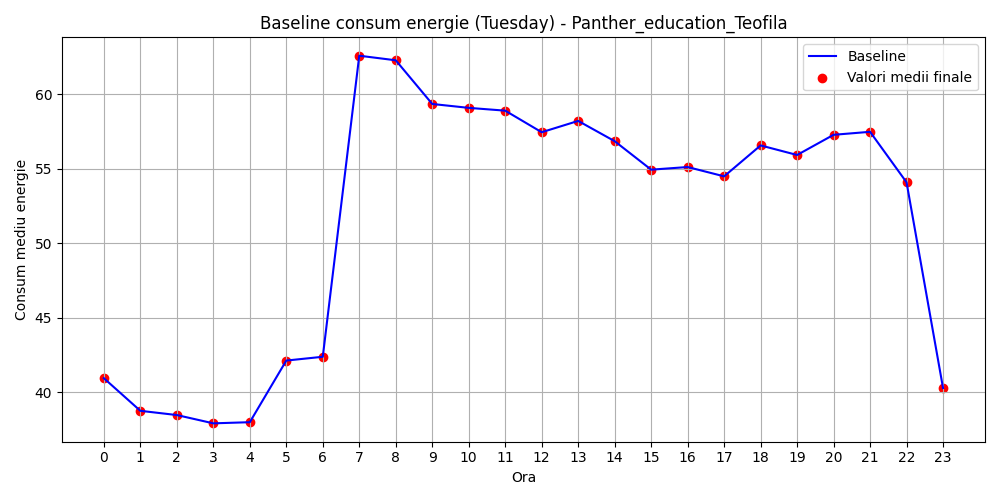 Baseline consum energie (Tuesday) - Panther_education_Teofila
Baseline
Valori medii finale
Consum mediu energie
60
55
50
45
40
0 1 2 3 4 5 6 7 8 9 10 11 12 13 14 15 16 17 18 19 20 21 22 23
Ora